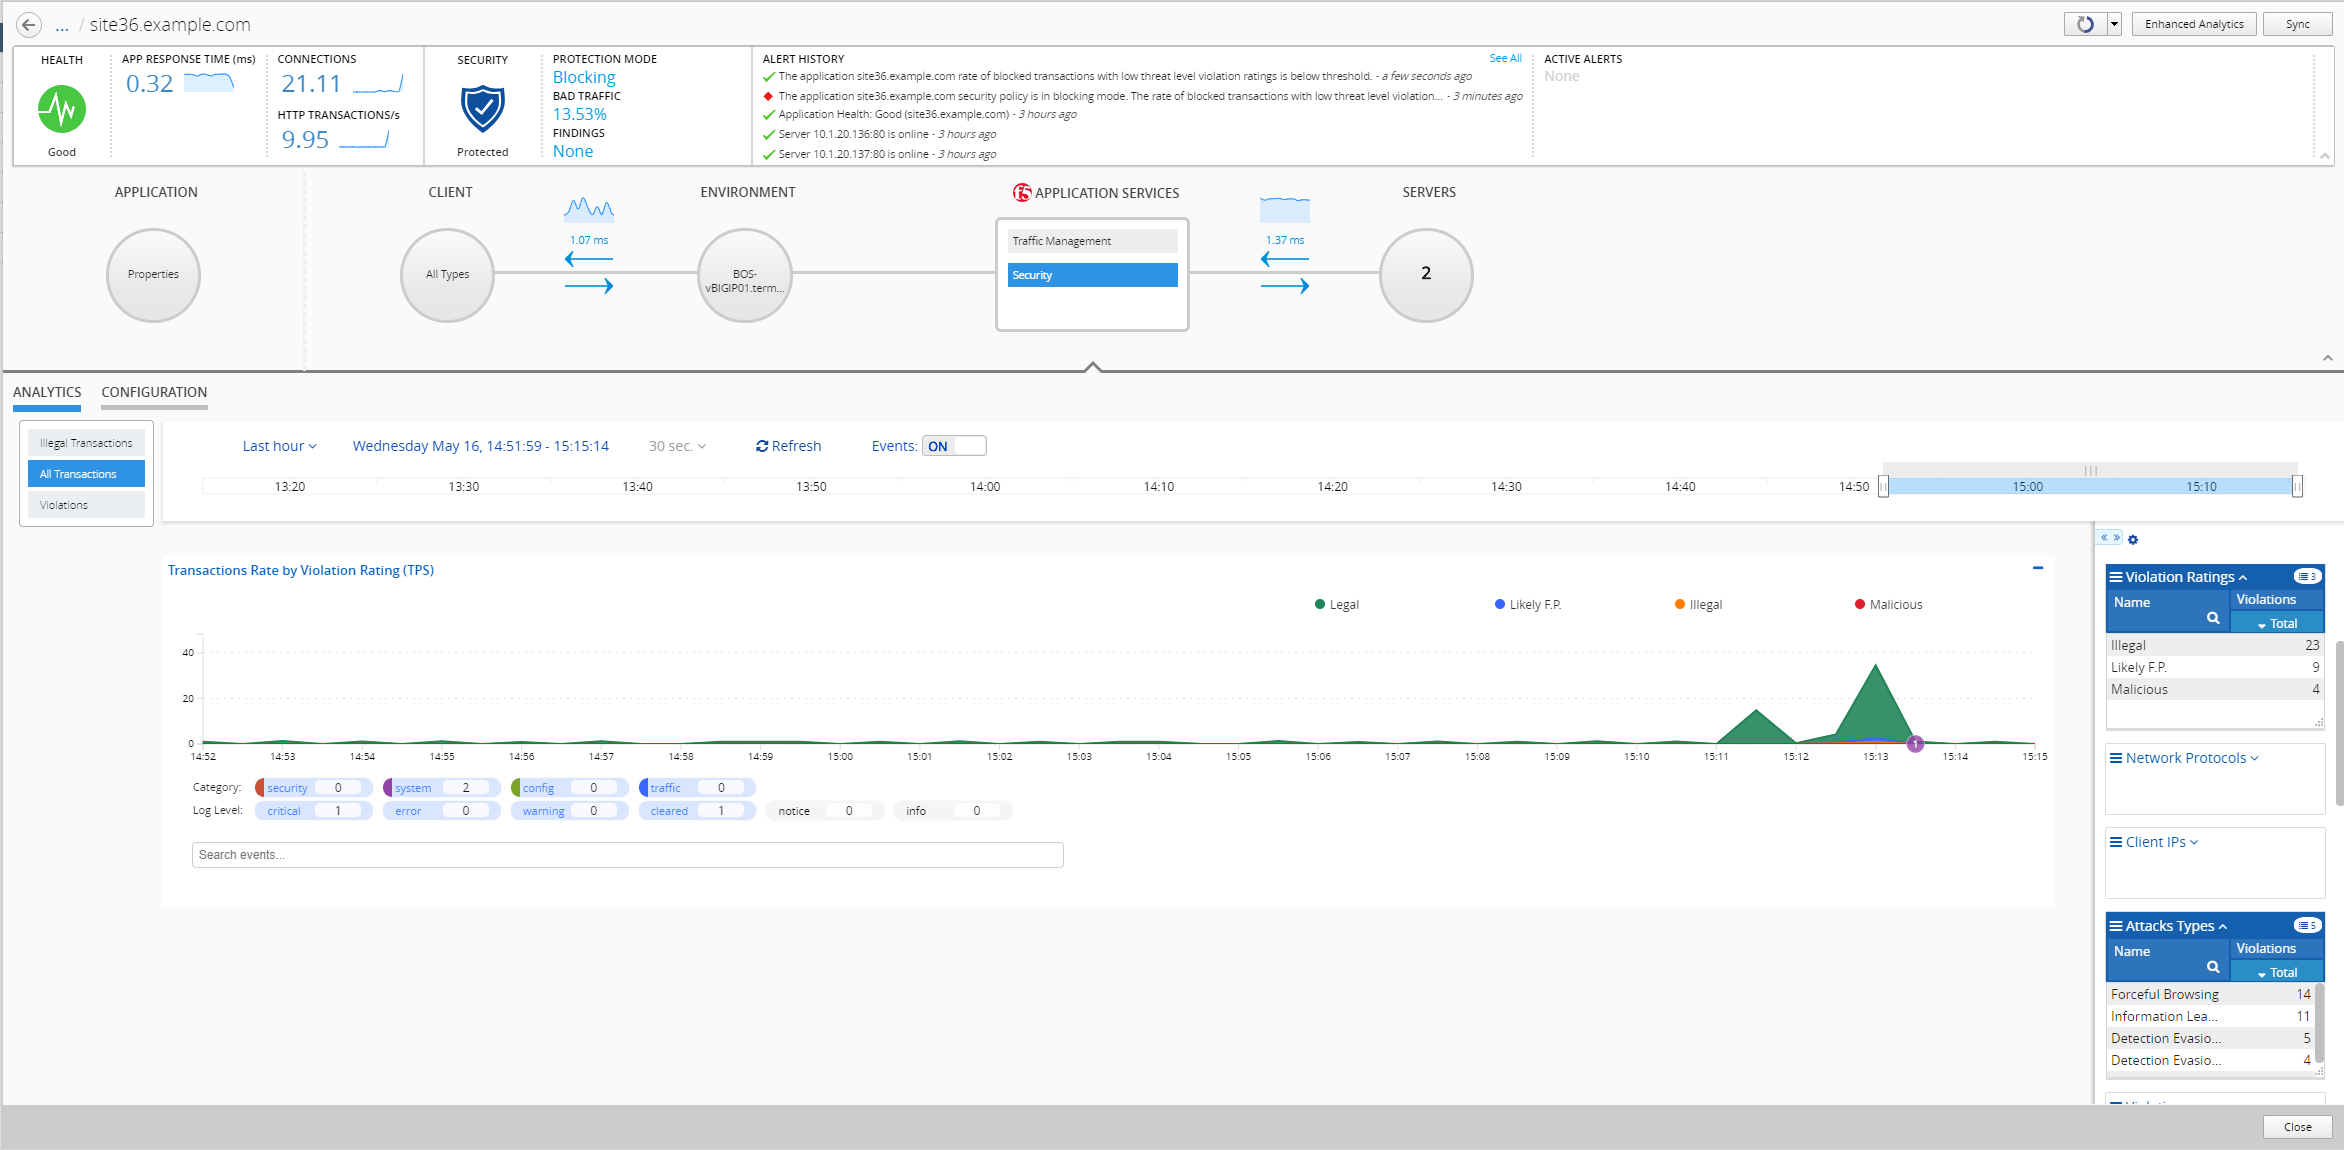 ... / site36.example.com
Enhanced Analytics
Sync
HEALTH
Good
APP RESPONSE TIME (ms)
0.32
CONNECTIONS
21.11
HTTP TRANSACTIONS/s
9.95
SECURITY
Protected
PROTECTION MODE
Blocking
BAD TRAFFIC
13.53%
FINDINGS
None
ALERT HISTORY
See All
The application site36.example.com rate of blocked transactions with low threat level violation ratings is below threshold. - a few seconds ago
The application site36.example.com security policy is in blocking mode. The rate of blocked transactions with low threat level violation... - 3 minutes ago
Application Health: Good (site36.example.com) - 3 hours ago
Server 10.1.20.136:80 is online - 3 hours ago
Server 10.1.20.137:80 is online - 3 hours ago
ACTIVE ALERTS
None
APPLICATION
Properties
CLIENT
All Types
1.07 ms
ENVIRONMENT
BOS-
vBIGIP01.term...
f5 APPLICATION SERVICES
Traffic Management
Security
1.37 ms
SERVERS
2
ANALYTICS
CONFIGURATION
Illegal Transactions
All Transactions
Violations
Last hour
Wednesday May 16, 14:51:59 - 15:15:14
30 sec.
Refresh
Events: ON
13:20 13:30 13:40 13:50 14:00 14:10 14:20 14:30 14:40 14:50 15:00 15:10
Transactions Rate by Violation Rating (TPS)
Legal
Likely F.P.
Illegal
Malicious
40
20
0
1
14:52 14:53 14:54 14:55 14:56 14:57 14:58 14:59 15:00 15:01 15:02 15:03 15:04 15:05 15:06 15:07 15:08 15:09 15:10 15:11 15:12 15:13 15:14 15:15
Category: security 0 system 2 config 0 traffic 0
Log Level: critical 1 error 0 warning 0 cleared 1 notice 0 info 0
Search events...
Violation Ratings 3
Name
Violations
Total
Illegal 23
Likely F.P. 9
Malicious 4
Network Protocols
Client IPs
Attacks Types 5
Name
Violations
Total
Forceful Browsing 14
Information Lea... 11
Detection Evasio... 5
Detection Evasio... 4
Close